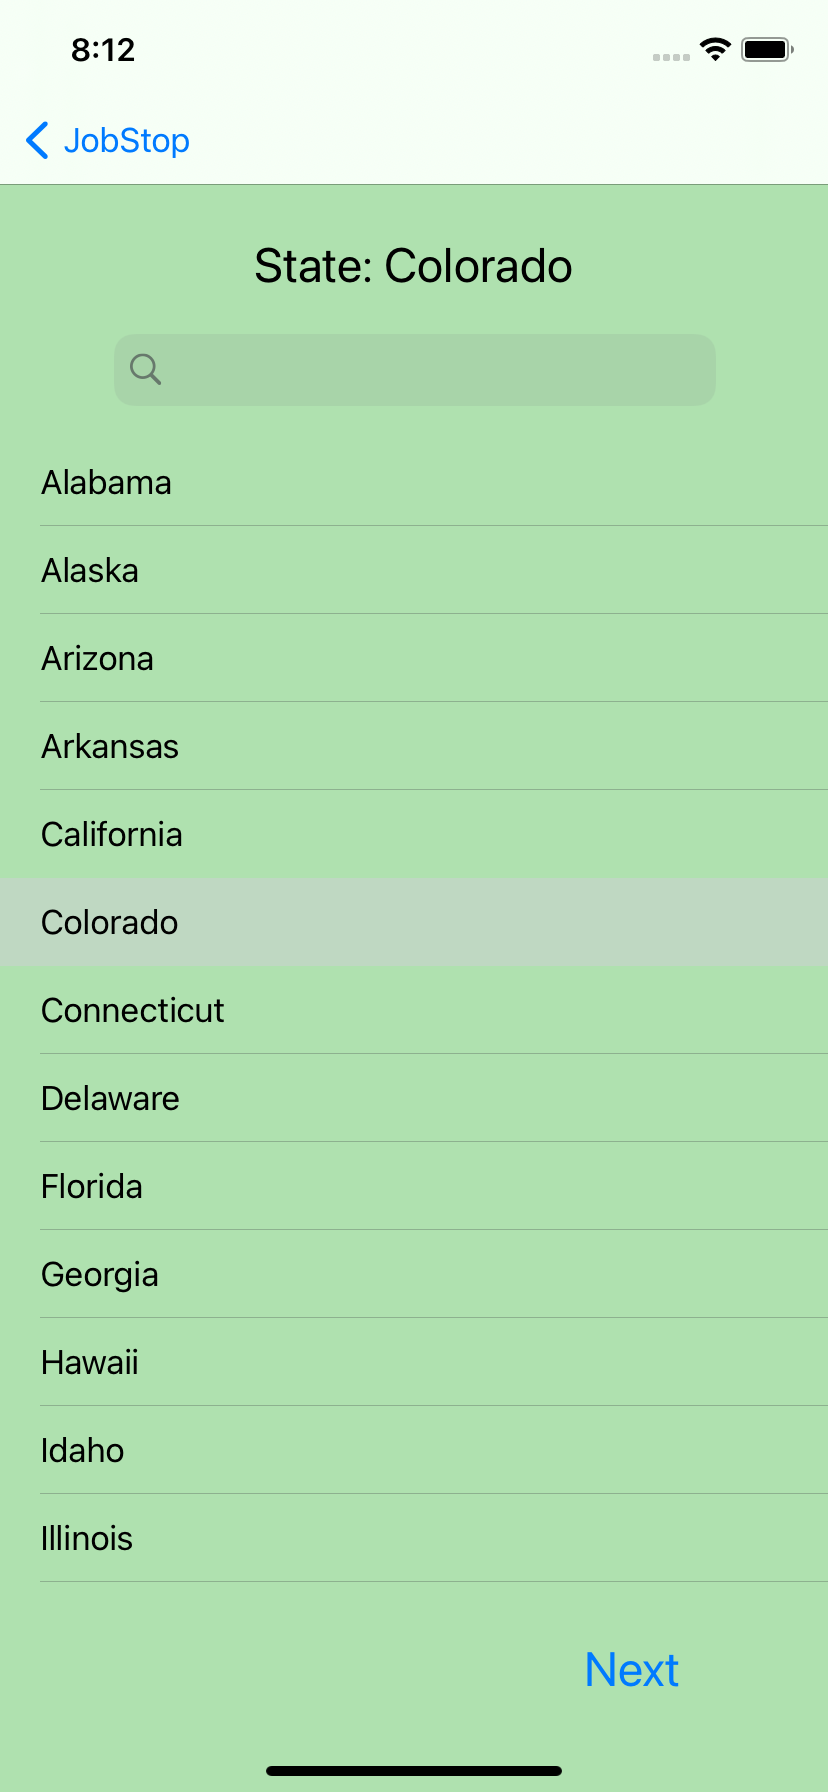 8:12
JobStop
State: Colorado
Alabama
Alaska
Arizona
Arkansas
California
Colorado
Connecticut
Delaware
Florida
Georgia
Hawaii
Idaho
Illinois
Next